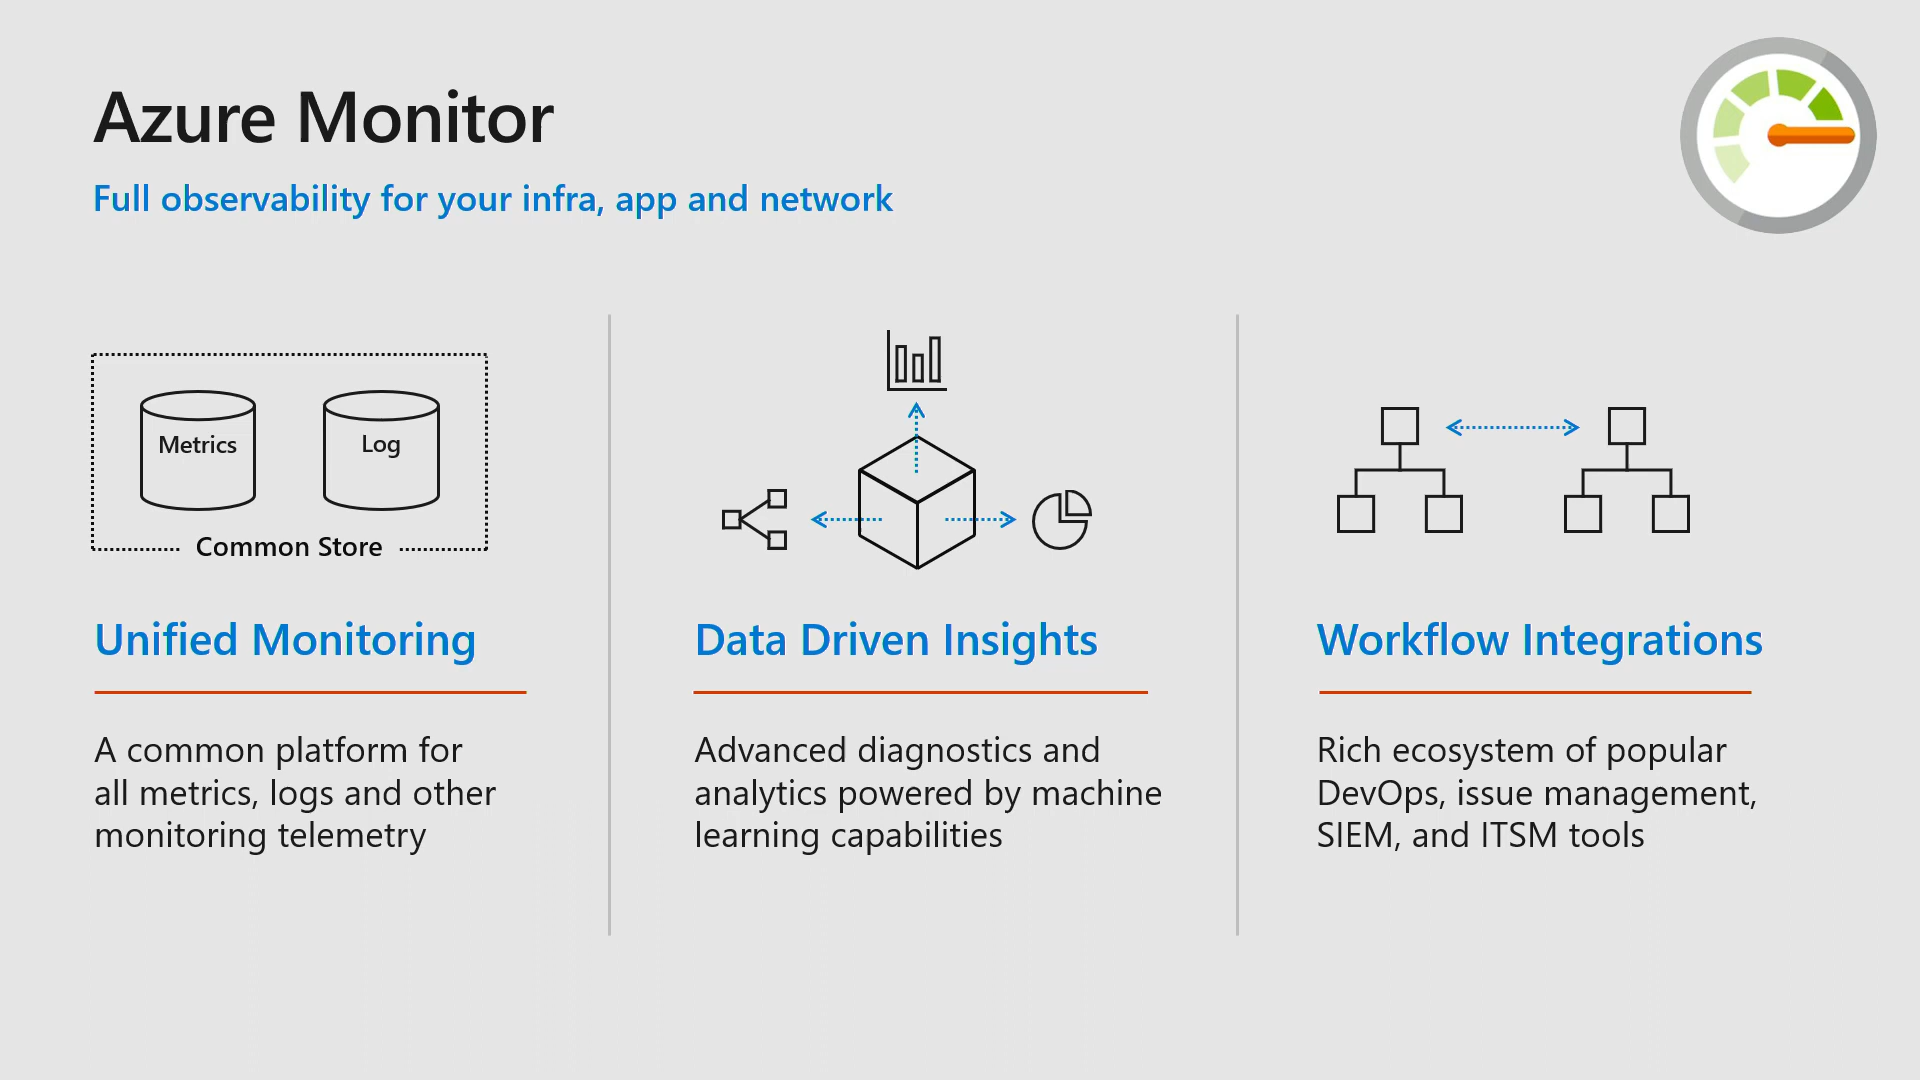 Azure Monitor
Full observability for your infra, app and network
Metrics
Log
Common Store
Unified Monitoring
A common platform for
all metrics, logs and other
monitoring telemetry
Data Driven Insights
Advanced diagnostics and
analytics powered by machine
learning capabilities
Workflow Integrations
Rich ecosystem of popular
DevOps, issue management,
SIEM, and ITSM tools